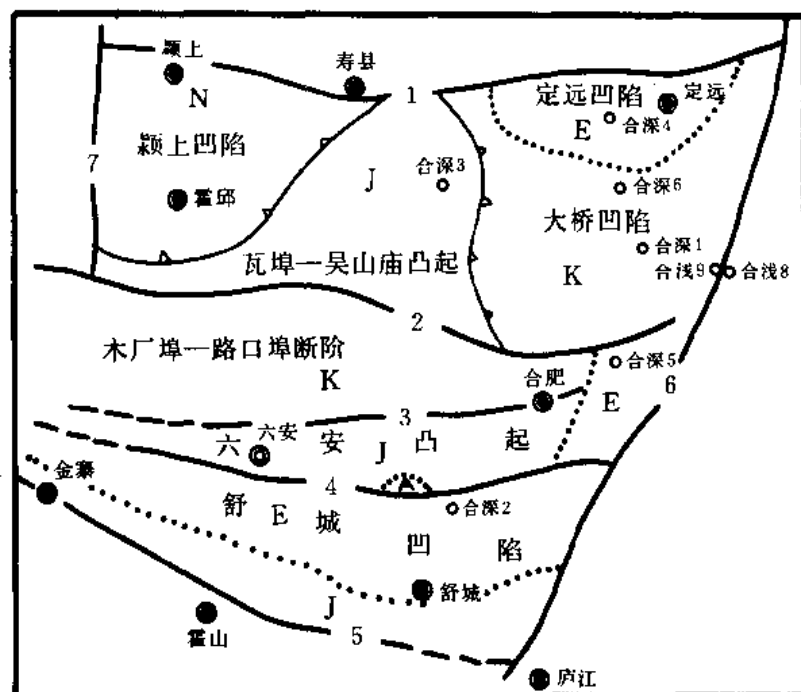 颍上
寿县
N
1
定远凹陷
定远
E
合深4
颍上凹陷
7
合深3
J
合深6
霍邱
大桥凹陷
合深1
瓦埠—吴山庙凸起
K
合浅9
合浅8
2
木厂埠—路口埠断阶
合深5
K
合肥
E
6
3
六安
六安凸起
J
金寨
4
A
合深2
舒城凹陷
E
舒城
J
霍山
5
庐江